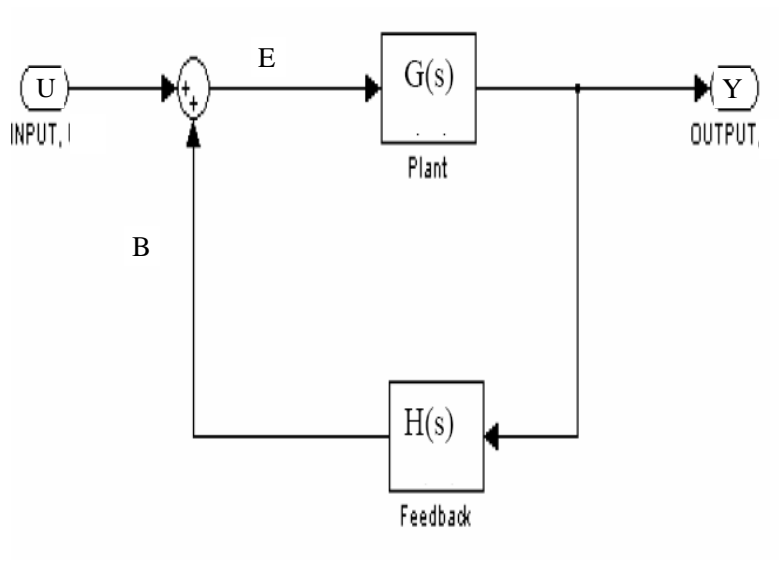 E
G(s)
U
+
+
Y
INPUT,
OUTPUT,
Plant
B
H(s)
Feedback